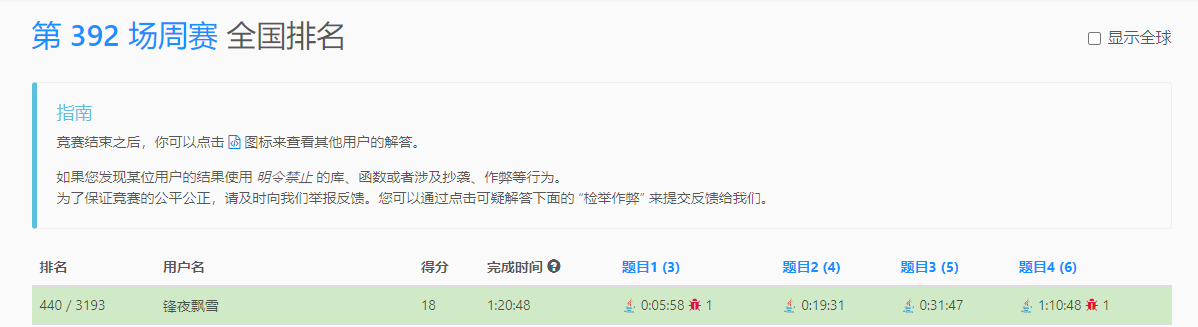 第 392 场周赛 全国排名
显示全球
指南
竞赛结束之后，你可以点击 图标来查看其他用户的解答。
如果您发现某位用户的结果使用 明令禁止 的库、函数或者涉及抄袭、作弊等行为。
为了保证竞赛的公平公正，请及时向我们举报反馈。您可以通过点击可疑解答下面的 “检举作弊” 来提交反馈给我们。
排名 用户名 得分 完成时间 题目1 (3) 题目2 (4) 题目3 (5) 题目4 (6)
440 / 3193 锋夜飘雪 18 1:20:48 0:05:58 1 0:19:31 0:31:47 1:10:48 1